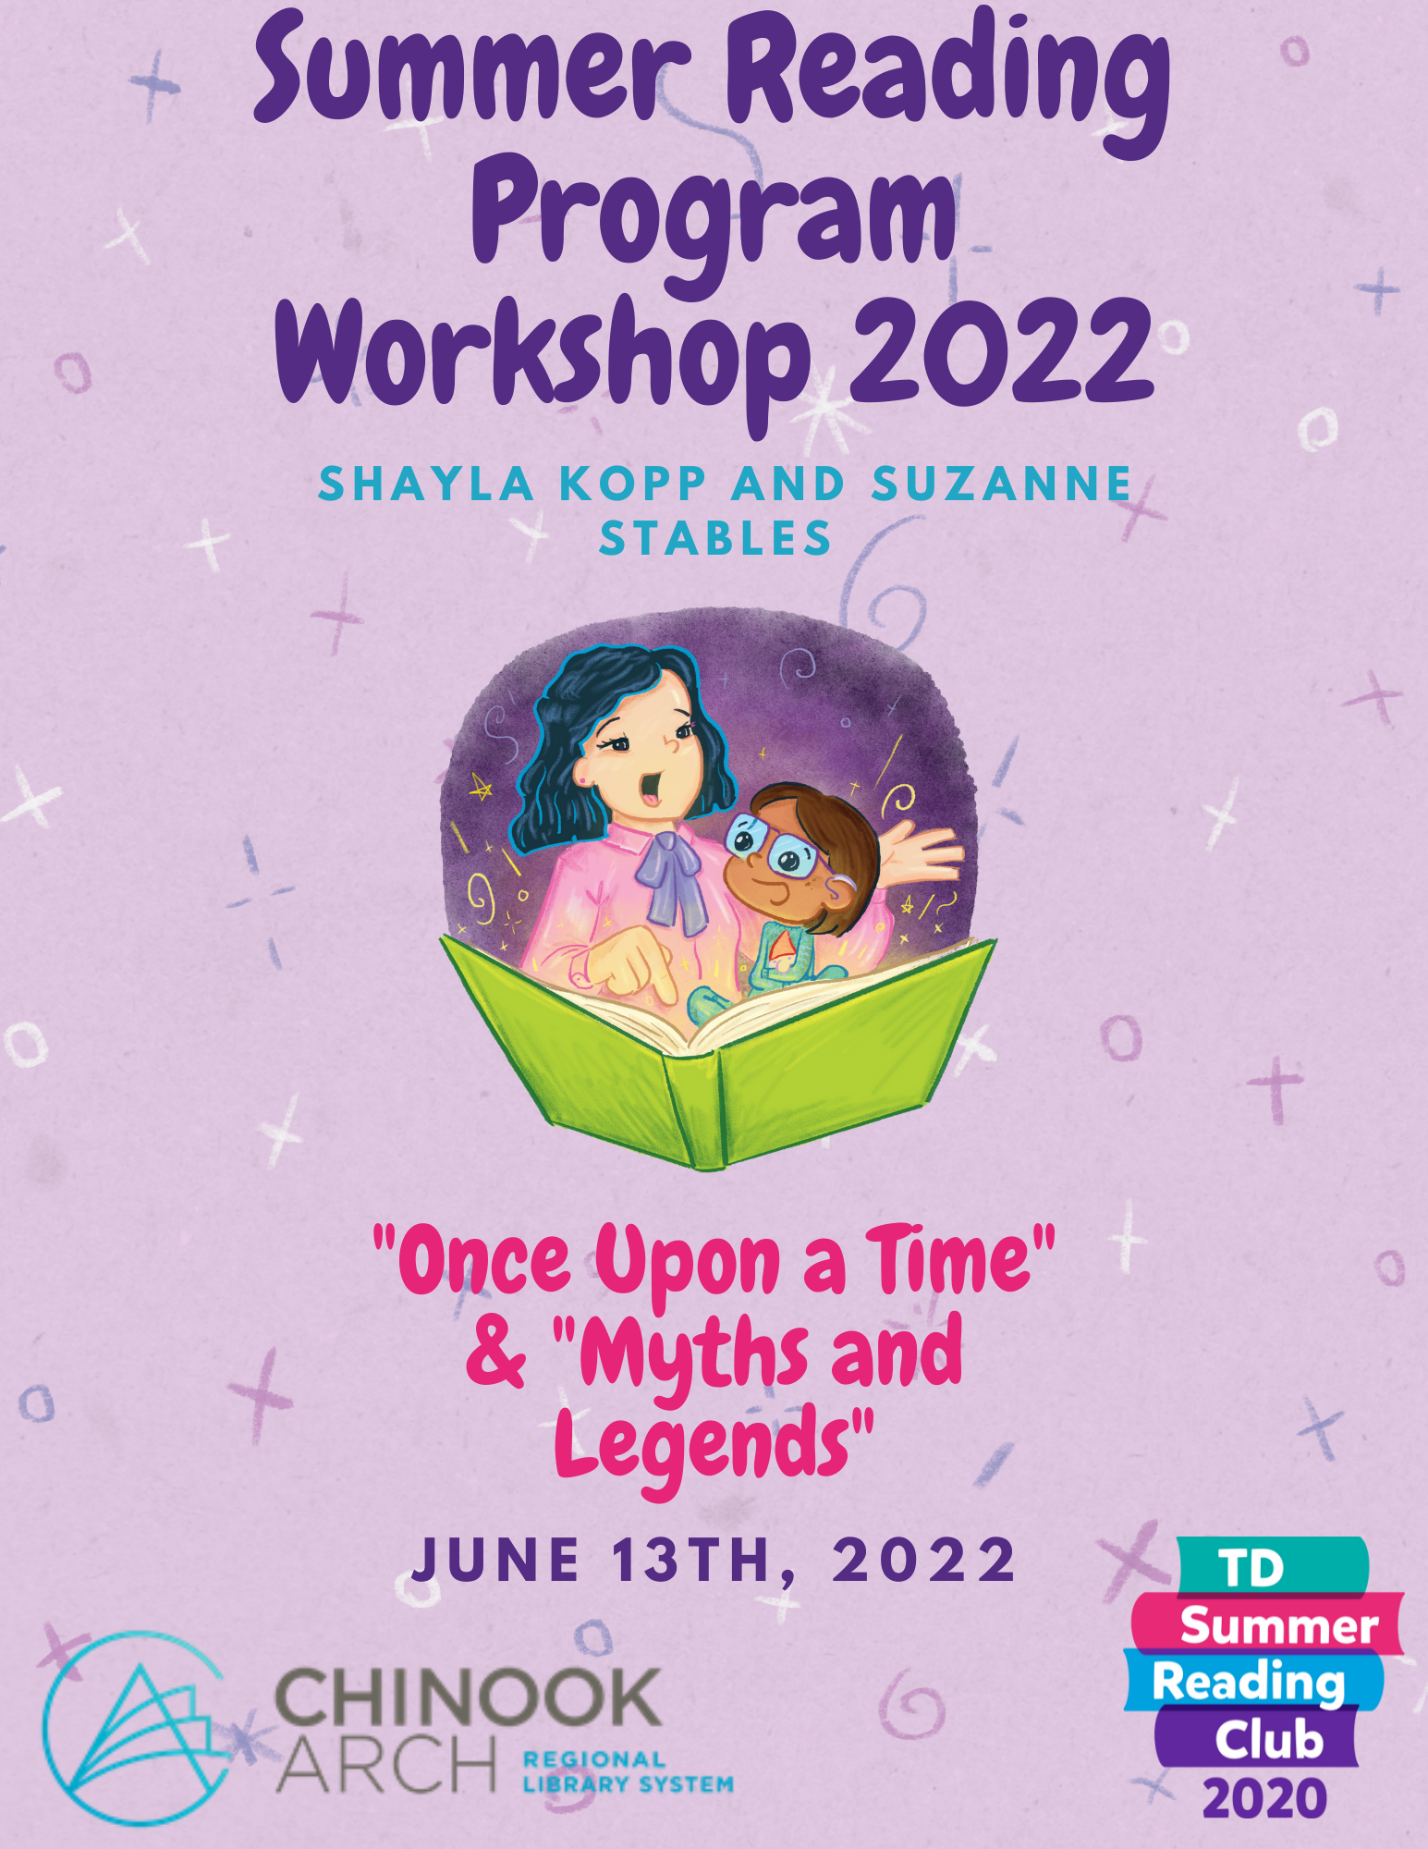 Summer Reading
Program
Workshop 2022
SHAYLA KOPP AND SUZANNE
STABLES
"Once Upon a Time"
& "Myths and
Legends"
JUNE 13TH, 2022
CHINOOK
ARCH REGIONAL
LIBRARY SYSTEM
TD
Summer
Reading
Club
2020